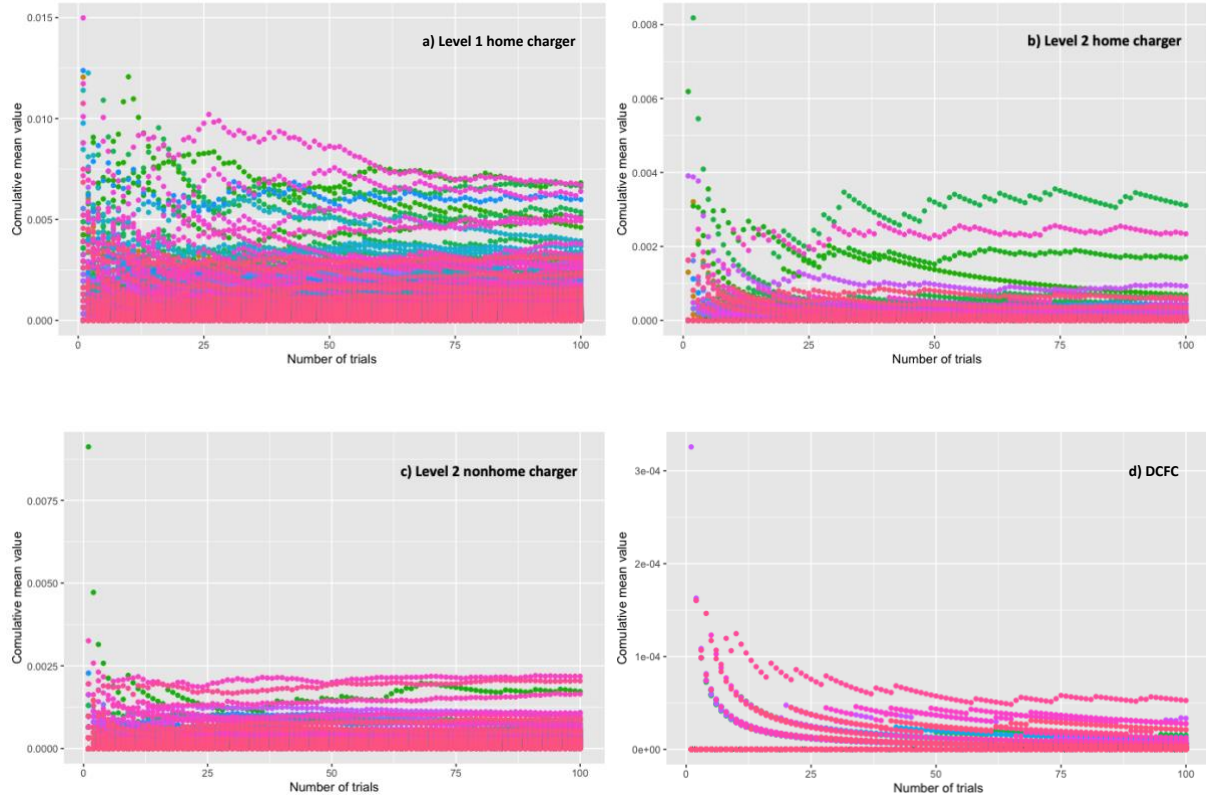 a) Level 1 home charger
0.015
0.010
0.005
0.000
Comulative mean value
0 25 50 75 100
Number of trials
b) Level 2 home charger
0.008
0.006
0.004
0.002
0.000
Comulative mean value
0 25 50 75 100
Number of trials
c) Level 2 nonhome charger
0.0075
0.0050
0.0025
0.0000
Comulative mean value
0 25 50 75 100
Number of trials
d) DCFC
3e-04
2e-04
1e-04
0e+00
Comulative mean value
0 25 50 75 100
Number of trials